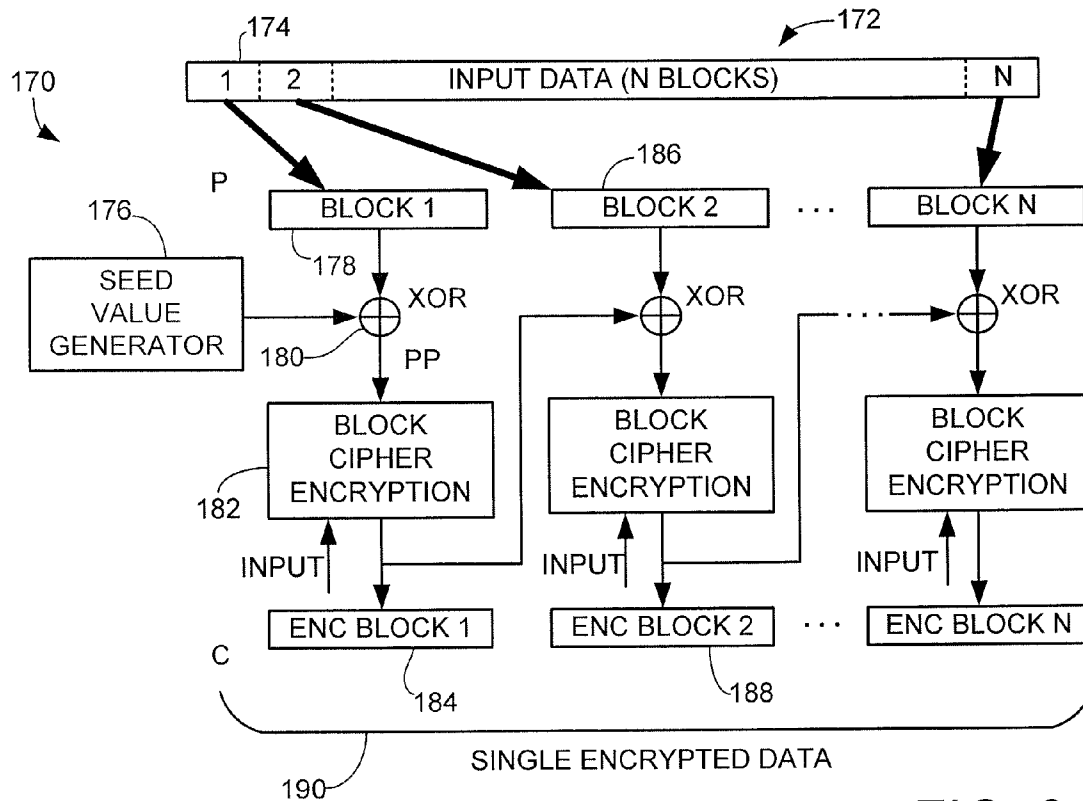 174
172
170
1 2 INPUT DATA (N BLOCKS) N
186
P
176
BLOCK 1
BLOCK 2
. . .
BLOCK N
178
SEED
VALUE
GENERATOR
XOR
XOR
XOR
180
PP
BLOCK
CIPHER
ENCRYPTION
BLOCK
CIPHER
ENCRYPTION
BLOCK
CIPHER
ENCRYPTION
182
INPUT
INPUT
INPUT
ENC BLOCK 1
ENC BLOCK 2
. . .
ENC BLOCK N
C
184
188
SINGLE ENCRYPTED DATA
190